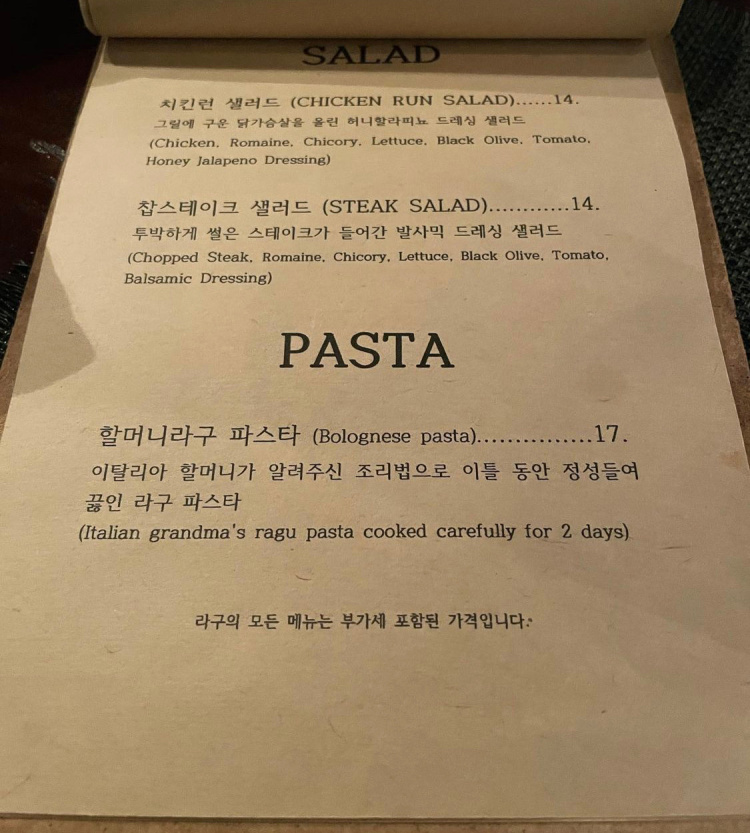 SALAD
치킨런 샐러드 (CHICKEN RUN SALAD)......14.
그릴에 구운 닭가슴살을 올린 허니할라피뇨 드레싱 샐러드
(Chicken, Romaine, Chicory, Lettuce, Black Olive, Tomato,
Honey Jalapeno Dressing)
찹스테이크 샐러드 (STEAK SALAD)............14.
투박하게 썰은 스테이크가 들어간 발사믹 드레싱 샐러드
(Chopped Steak, Romaine, Chicory, Lettuce, Black Olive, Tomato,
Balsamic Dressing)
PASTA
할머니라구 파스타 (Bolognese pasta)...............17.
이탈리아 할머니가 알려주신 조리법으로 이틀 동안 정성들여
끓인 라구 파스타
(Italian grandma's ragu pasta cooked carefully for 2 days)
라구의 모든 메뉴는 부가세 포함된 가격입니다.